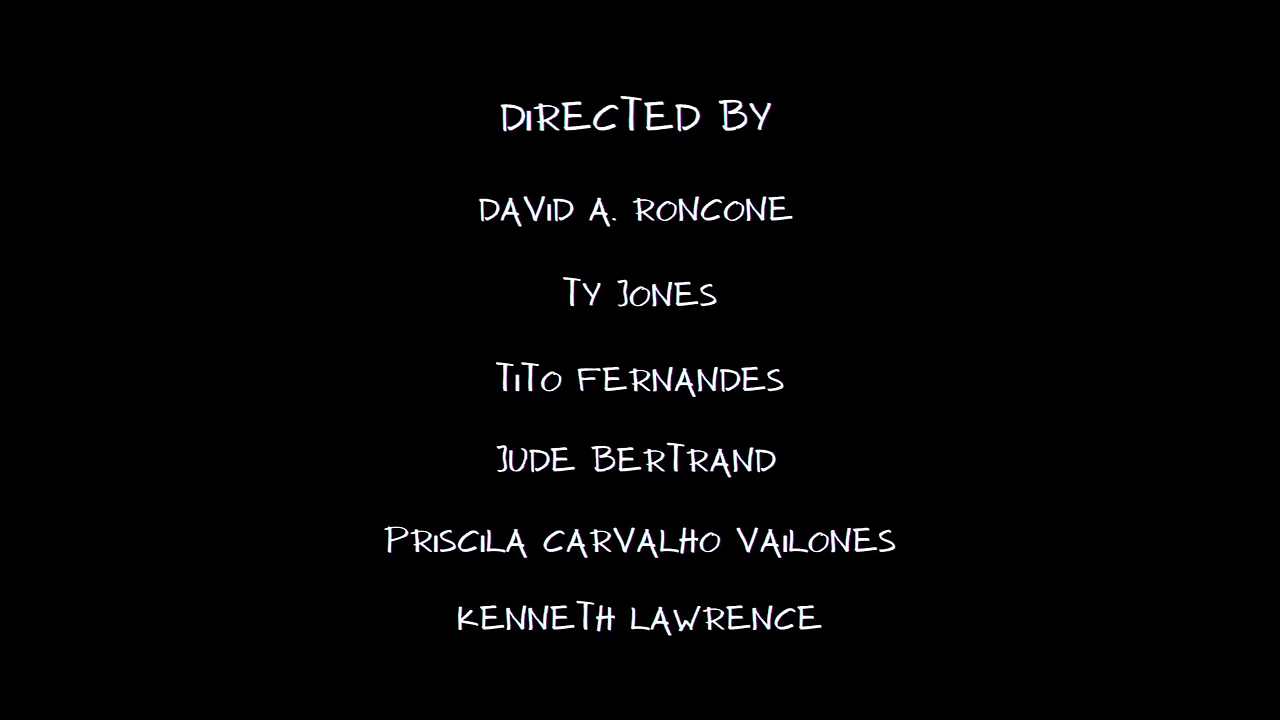 DIRECTED BY
DAVID A. RONCONE
TY JONES
TITO FERNANDES
JUDE BERTRAND
PRISCILA CARVALHO VAILONES
KENNETH LAWRENCE